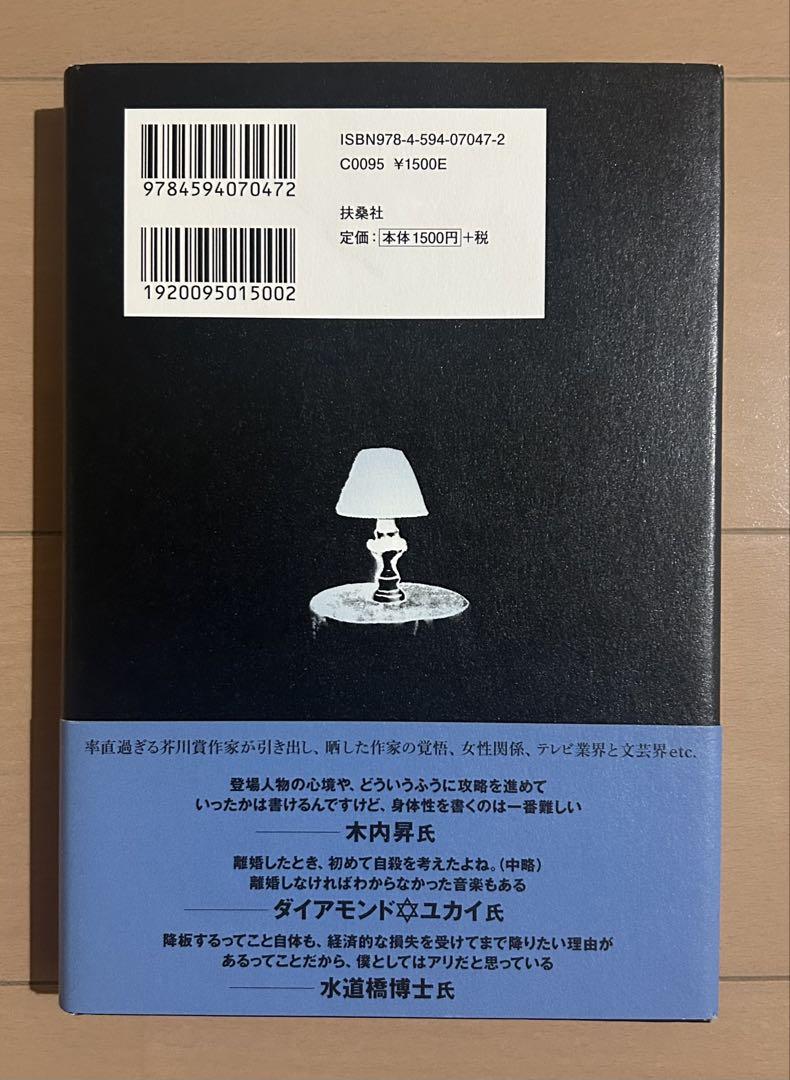 ISBN978-4-594-07047-2
C0095 ¥1500E
9784594070472
扶桑社
定価：本体1500円+税
1920095015002
率直過ぎる芥川賞作家が引き出し、晒した作家の覚悟、女性関係、テレビ業界と文芸界etc.
登場人物の心境や、どういうふうに攻略を進めて
いったかは書けるんですけど、身体性を書くのは一番難しい
木内昇氏
離婚したとき、初めて自殺を考えたよね。（中略）
離婚しなければわからなかった音楽もある
ダイアモンド✡ユカイ氏
降板するってこと自体も、経済的な損失を受けてまで降りたい理由が
あるってことだから、僕としてはアリだと思っている
水道橋博士氏